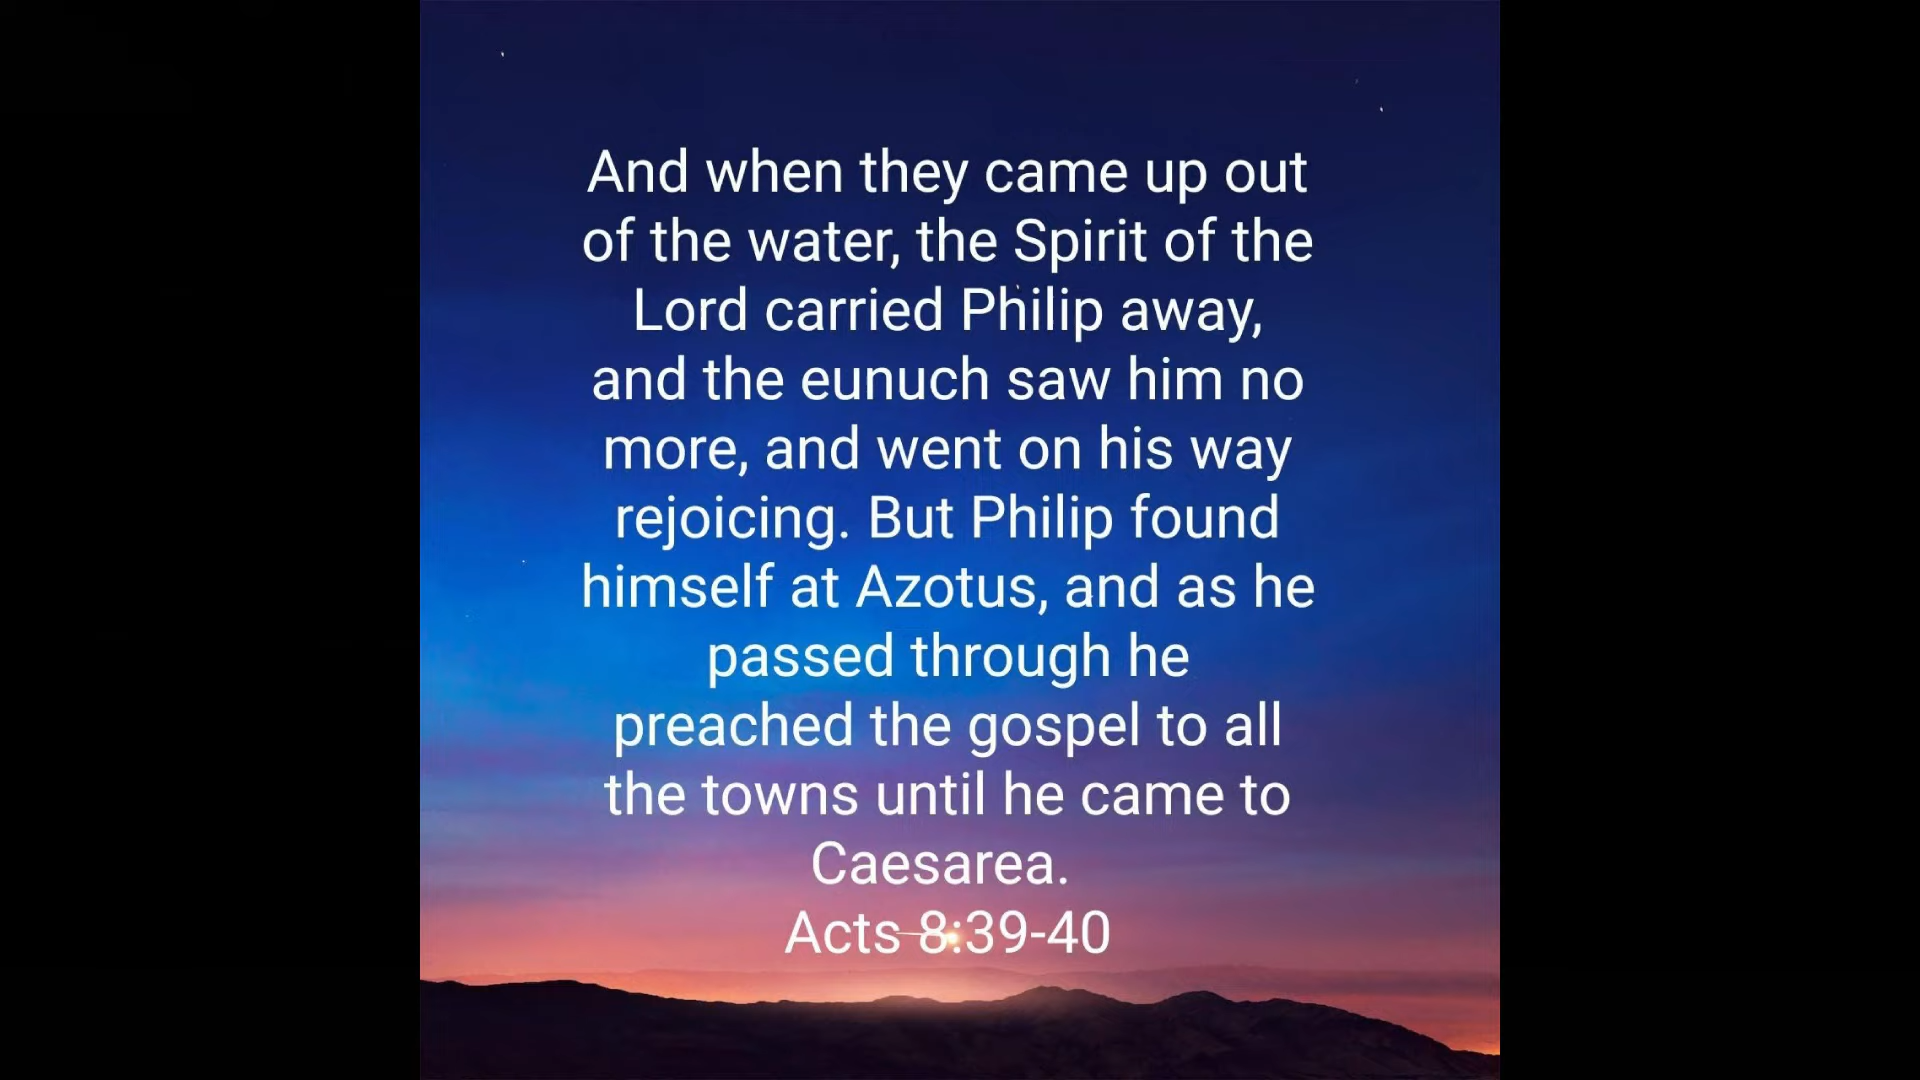 And when they came up out
of the water, the Spirit of the
Lord carried Philip away,
and the eunuch saw him no
more, and went on his way
rejoicing. But Philip found
himself at Azotus, and as he
passed through he
preached the gospel to all
the towns until he came to
Caesarea.
Acts 8:39-40